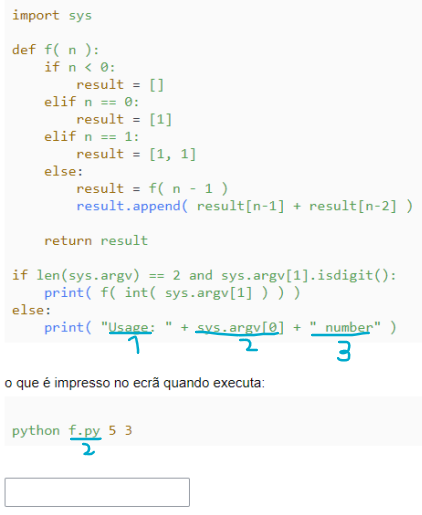 import sys
def f( n ):
    if n < 0:
        result = []
    elif n == 0:
        result = [1]
    elif n == 1:
        result = [1, 1]
    else:
        result = f( n - 1 )
        result.append( result[n-1] + result[n-2] )
    return result
if len(sys.argv) == 2 and sys.argv[1].isdigit():
    print( f( int( sys.argv[1] ) ) )
else:
    print( "Usage: " + sys.argv[0] + " number" )
1 2 3
o que é impresso no ecrã quando executa:
python f.py 5 3
2